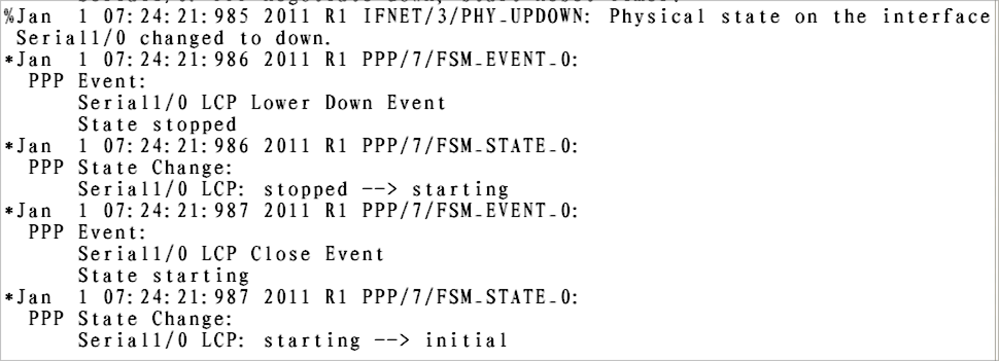 %Jan  1 07:24:21:985 2011 R1 IFNET/3/PHY_UPDOWN: Physical state on the interface
 Serial1/0 changed to down.
*Jan  1 07:24:21:986 2011 R1 PPP/7/FSM_EVENT_0:
  PPP Event:
      Serial1/0 LCP Lower Down Event
      State stopped
*Jan  1 07:24:21:986 2011 R1 PPP/7/FSM_STATE_0:
  PPP State Change:
      Serial1/0 LCP: stopped --> starting
*Jan  1 07:24:21:987 2011 R1 PPP/7/FSM_EVENT_0:
  PPP Event:
      Serial1/0 LCP Close Event
      State starting
*Jan  1 07:24:21:987 2011 R1 PPP/7/FSM_STATE_0:
  PPP State Change:
      Serial1/0 LCP: starting --> initial